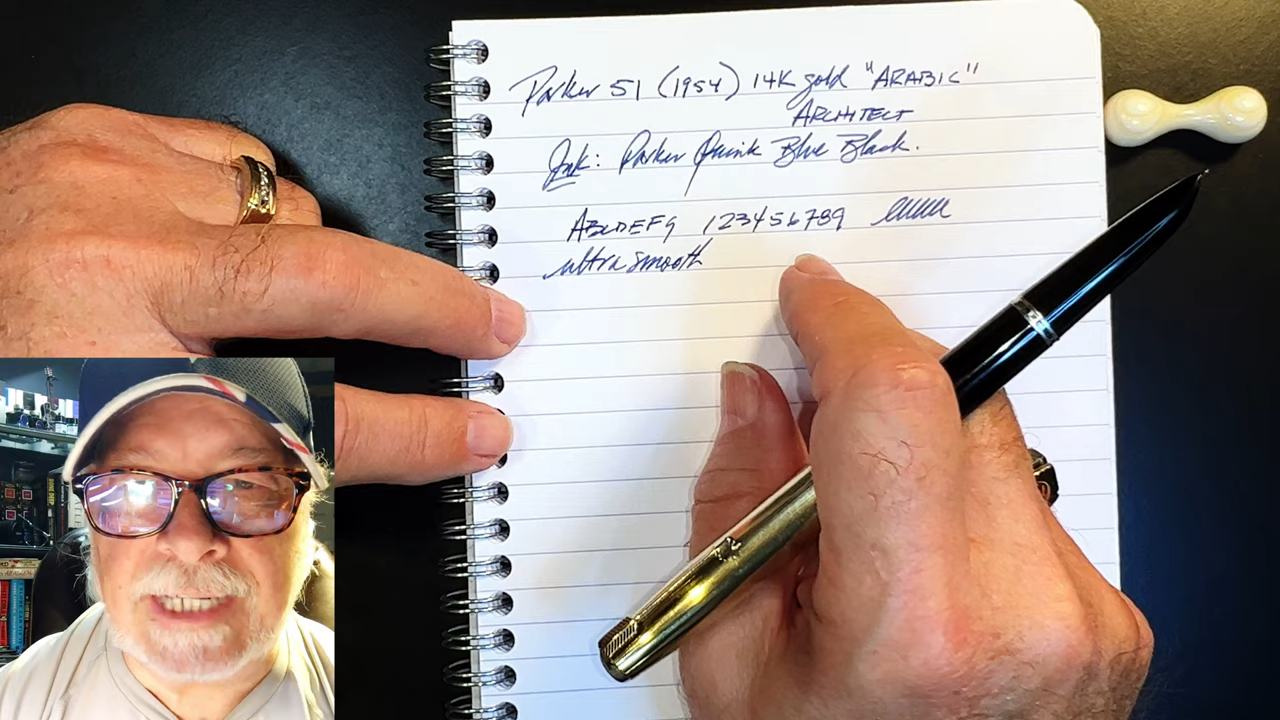 Parker 51 (1954) 14K gold "ARABIC"
ARCHITECT
Ink: Parker Quink Blue Black.
ABCDEFG 123456789
ultra smooth